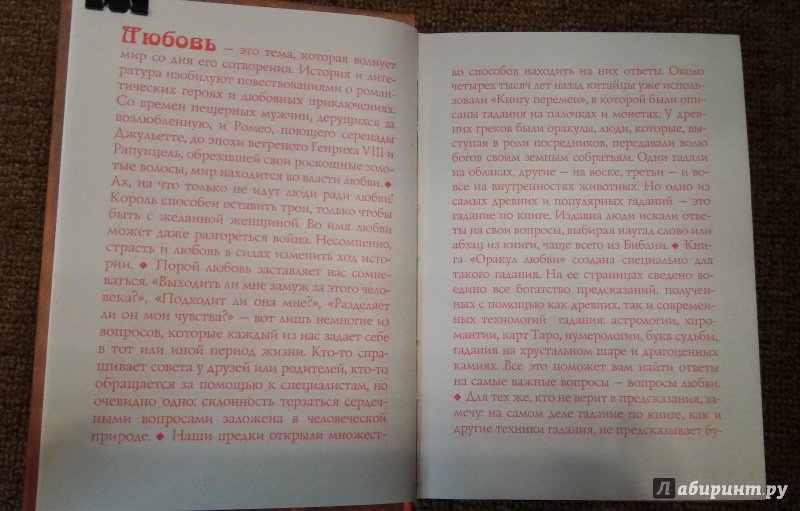 Любовь – это тема, которая волнует
мир со дня его сотворения. История и лите-
ратура изобилуют повествованиями о роман-
тических героях и любовных приключениях.
Со времен пещерных мужчин, дерущихся за
возлюбленную, и Ромео, поющего серенады
Джульетте, до эпохи ветреного Генриха VIII и
Рапунцель, обрезавшей свои роскошные золо-
тые волосы, мир находится во власти любви. ◆
Ах, на что только не идут люди ради любви!
Король способен оставить трон, только чтобы
быть с желанной женщиной. Во имя любви
может даже разгореться война. Несомненно,
страсть и любовь в силах изменить ход исто-
рии. ◆ Порой любовь заставляет нас сомне-
ваться. «Выходить ли мне замуж за этого чело-
века?», «Подходит ли она мне?», «Разделяет
ли он мои чувства?» – вот лишь немногие из
вопросов, которые каждый из нас задает себе
в тот или иной период жизни. Кто-то спра-
шивает совета у друзей или родителей, кто-то
обращается за помощью к специалистам, но
очевидно одно: склонность терзаться сердеч-
ными вопросами заложена в человеческой
природе. ◆ Наши предки открыли множест-
во способов находить на них ответы. Около
четырех тысяч лет назад китайцы уже исполь-
зовали «Книгу перемен», в которой были опи-
саны гадания на палочках и монетах. У древ-
них греков были оракулы, люди, которые, выс-
тупая в роли посредников, передавали волю
богов своим земным собратьям. Одни гадали
на облаках, другие – на воске, третьи – и во-
все на внутренностях животных. Но одно из
самых древних и популярных гаданий – это
гадание по книге. Издавна люди искали отве-
ты на свои вопросы, выбирая наугад слово или
абзац из книги, чаще всего из Библии. ◆ Кни-
га «Оракул любви» создана специально для
такого гадания. На ее страницах сведено во-
едино все богатство предсказаний, получен-
ных с помощью как древних, так и современ-
ных технологий гадания: астрологии, хиро-
мантии, карт Таро, нумерологии, букв судьбы,
гадания на хрустальном шаре и драгоценных
камнях. Все это поможет вам найти ответы
на самые важные вопросы – вопросы любви.
◆ Для тех же, кто не верит в предсказания, за-
мечу: на самом деле гадание по книге, как и
другие техники гадания, не предсказывает бу-
Лабиринт.ру